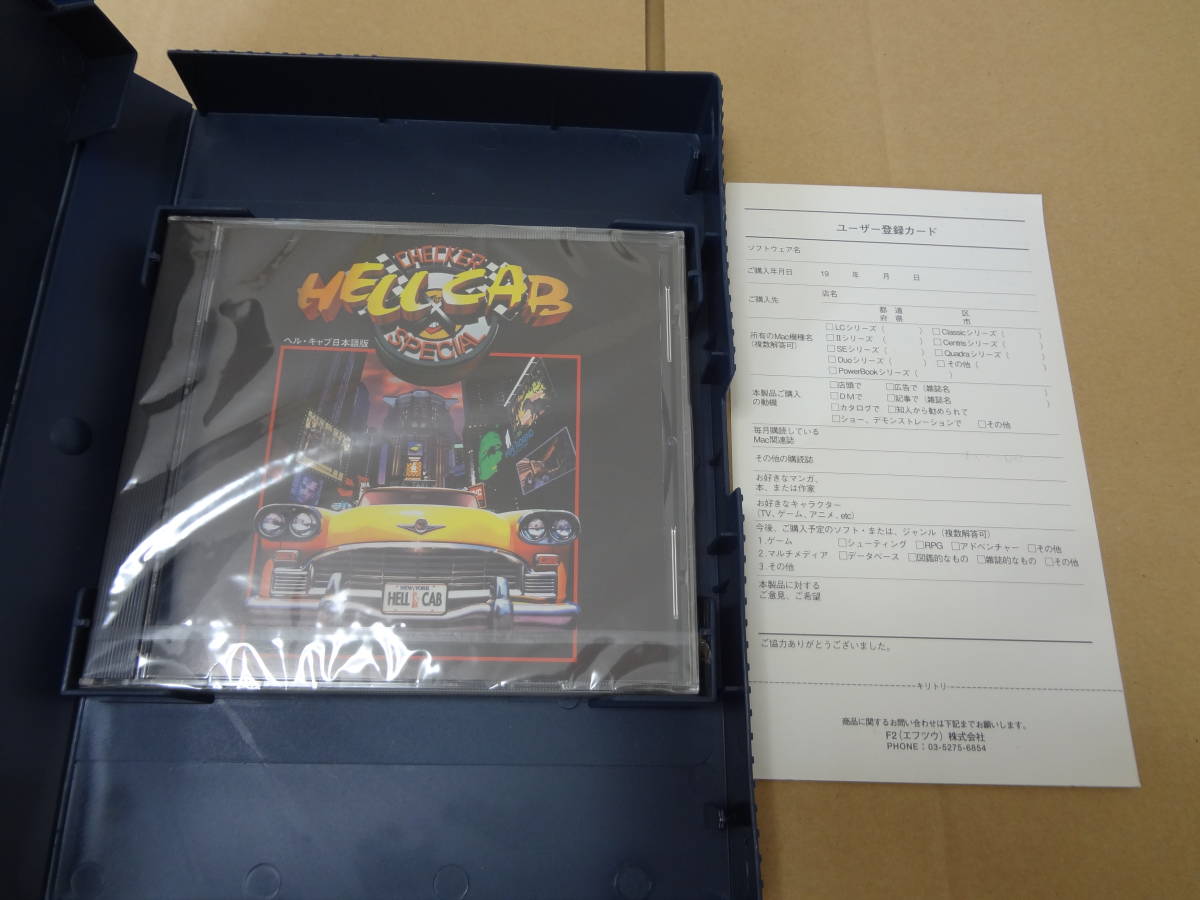 CHECKER
HELL CAB
SPECIAL
ヘル・キャブ日本語版
NEW YORK
HELL & CAB
ユーザー登録カード
ソフトウェア名
ご購入年月日 19 年 月 日
ご購入先 店名
都 道 区
府 県 市
所有のMac機種名
(複数解答可)
□LCシリーズ( ) □Classicシリーズ( )
□IIシリーズ( ) □Centrisシリーズ( )
□SEシリーズ( ) □Quadraシリーズ( )
□Duoシリーズ( ) □その他( )
□PowerBookシリーズ( )
本製品ご購入
の動機
□店頭で □広告で(雑誌名 )
□DMで □記事で(雑誌名 )
□カタログで □知人から勧められて
□ショー、デモンストレーションで □その他
毎月購読している
Mac関連誌
その他の購読誌
お好きなマンガ、
本、または作家
お好きなキャラクター
(TV、ゲーム、アニメ、etc)
今後、ご購入予定のソフト・または、ジャンル(複数解答可)
1.ゲーム □シューティング □RPG □アドベンチャー □その他
2.マルチメディア □データベース □図鑑的なもの □雑誌的なもの □その他
3.その他
本製品に対する
ご意見、ご希望
ご協力ありがとうございました。
キリトリ
商品に関するお問い合わせは下記までお願いします。
F2(エフツウ)株式会社
PHONE:03-5275-6854